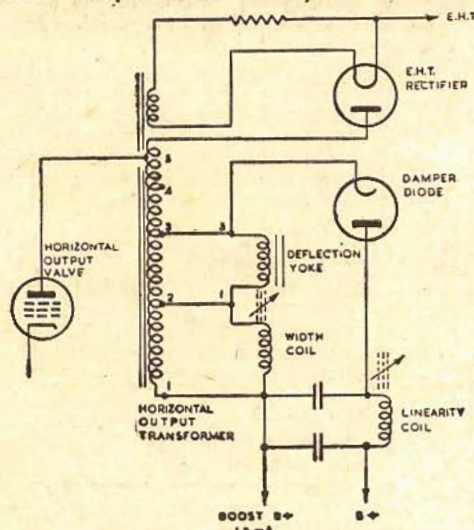 E.H.T.
E.H.T.
RECTIFIER
DAMPER
DIODE
5
4
3
3
HORIZONTAL
OUTPUT
VALVE
DEFLECTION
YOKE
2
1
WIDTH
COIL
1
HORIZONTAL
OUTPUT
TRANSFORMER
LINEARITY
COIL
BOOST B+
B+